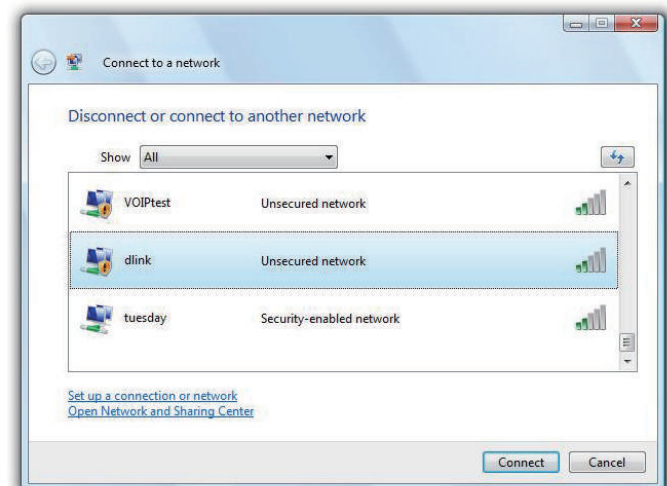 Connect to a network
Disconnect or connect to another network
Show All
VOIPtest Unsecured network
dlink Unsecured network
tuesday Security-enabled network
Set up a connection or network
Open Network and Sharing Center
Connect Cancel